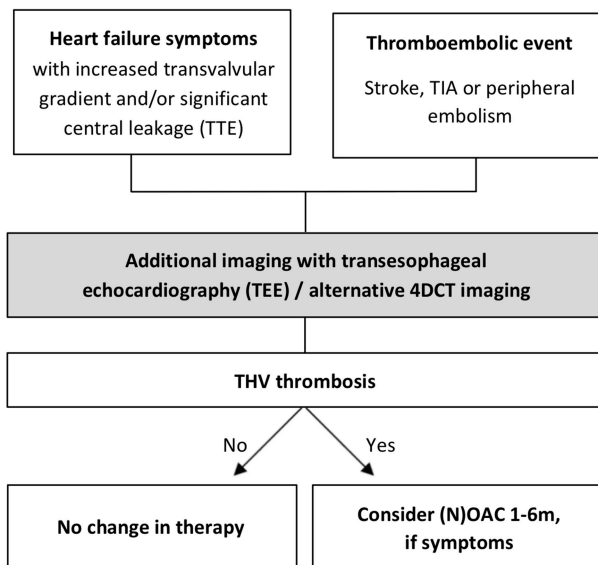 Heart failure symptoms
with increased transvalvular
gradient and/or significant
central leakage (TTE)
Thromboembolic event
Stroke, TIA or peripheral
embolism
Additional imaging with transesophageal
echocardiography (TEE) / alternative 4DCT imaging
THV thrombosis
No
Yes
No change in therapy
Consider (N)OAC 1-6m,
if symptoms